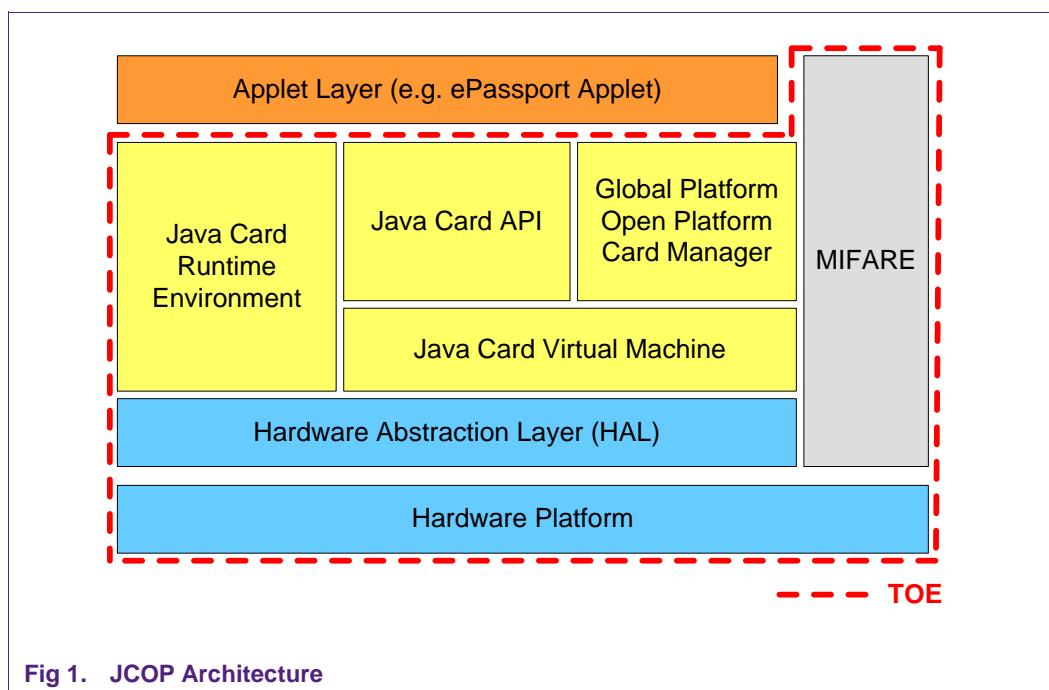 Applet Layer (e.g. ePassport Applet)
Java Card
Runtime
Environment
Java Card API
Global Platform
Open Platform
Card Manager
MIFARE
Java Card Virtual Machine
Hardware Abstraction Layer (HAL)
Hardware Platform
TOE
Fig 1. JCOP Architecture